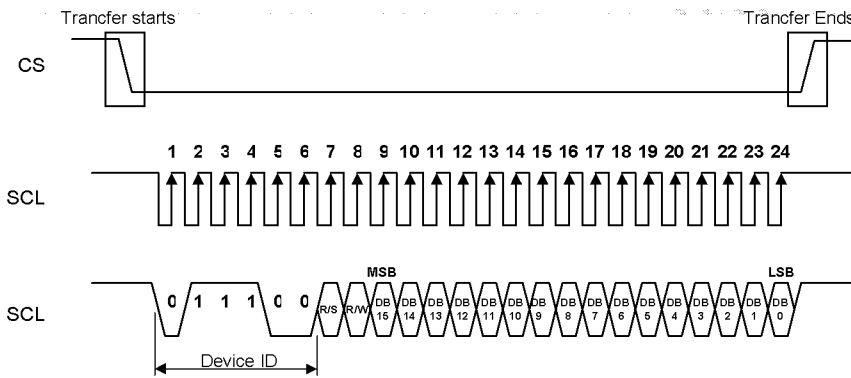 Trancfer starts Trancfer Ends
CS
1 2 3 4 5 6 7 8 9 10 11 12 13 14 15 16 17 18 19 20 21 22 23 24
SCL
MSB LSB
SCL 0 1 1 1 0 0 R/S R/W DB 15 DB 14 DB 13 DB 12 DB 11 DB 10 DB 9 DB 8 DB 7 DB 6 DB 5 DB 4 DB 3 DB 2 DB 1 DB 0
Device ID